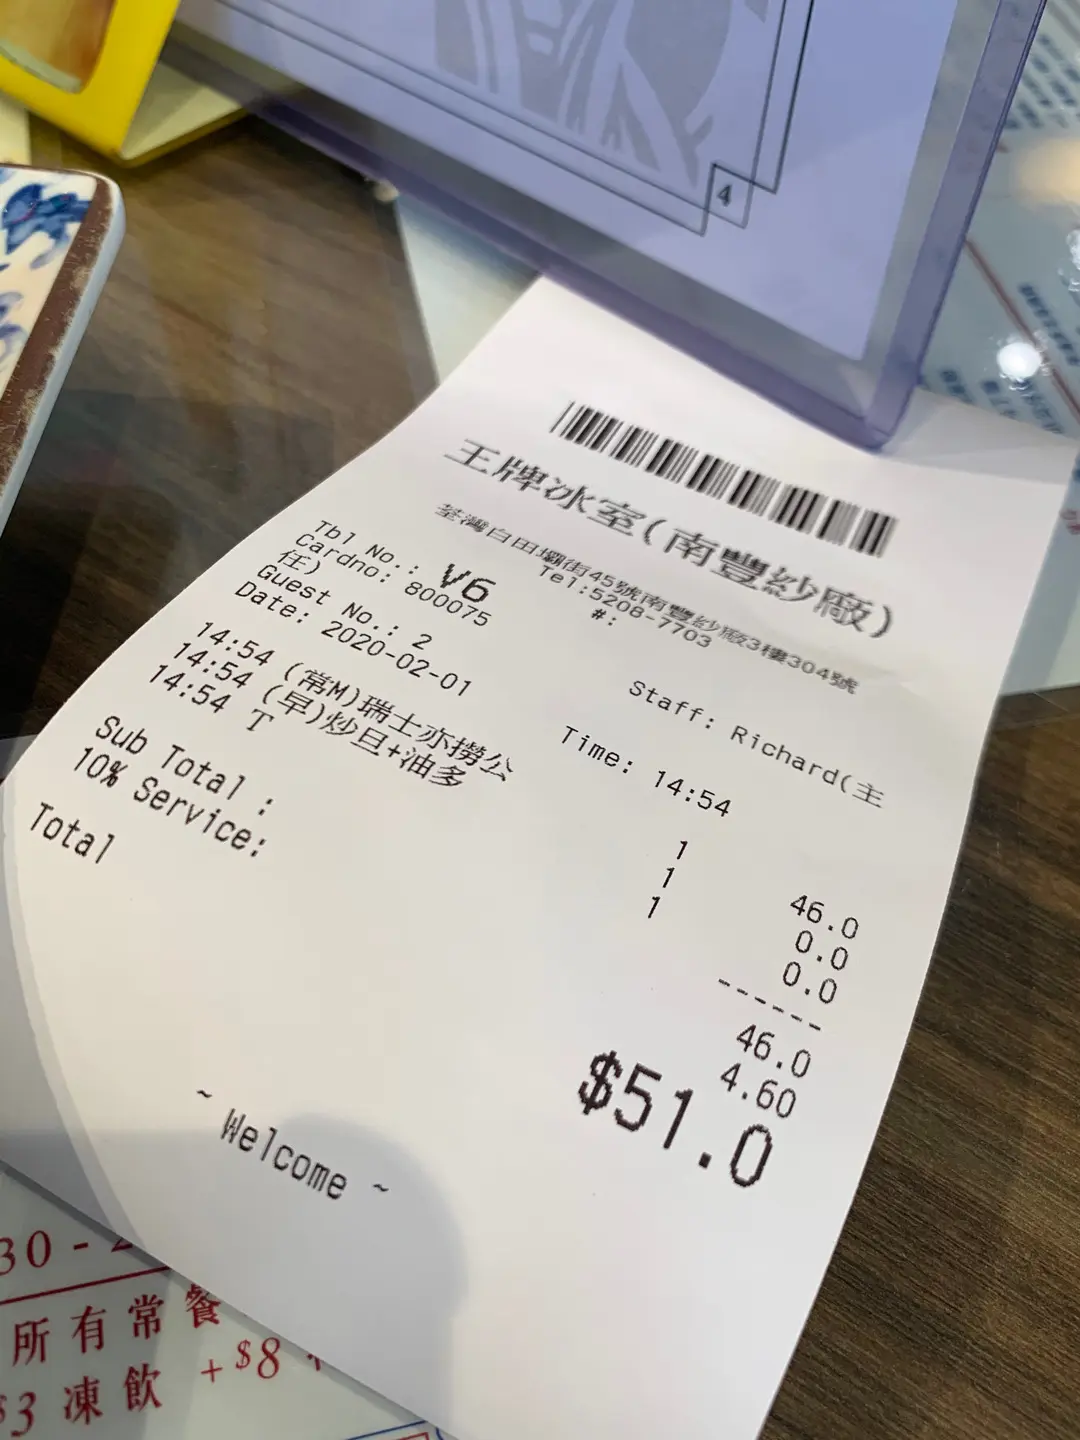 4
王牌冰室(南豐紗廠)
荃灣白田壩街45號南豐紗廠3樓304號
Tel:5208-7703
#:
Tbl No.: V6
Cardno: 800075
Staff: Richard(主
任)
Guest No.: 2
Date: 2020-02-01
Time: 14:54
14:54 (常M)瑞士亦撈公 1 46.0
14:54 (早)炒旦+油多 1 0.0
14:54 T 1 0.0
------
Sub Total : 46.0
10% Service: 4.60
Total $51.0
~ Welcome ~
30 - 2
所有常餐
$3 凍飲 +$8